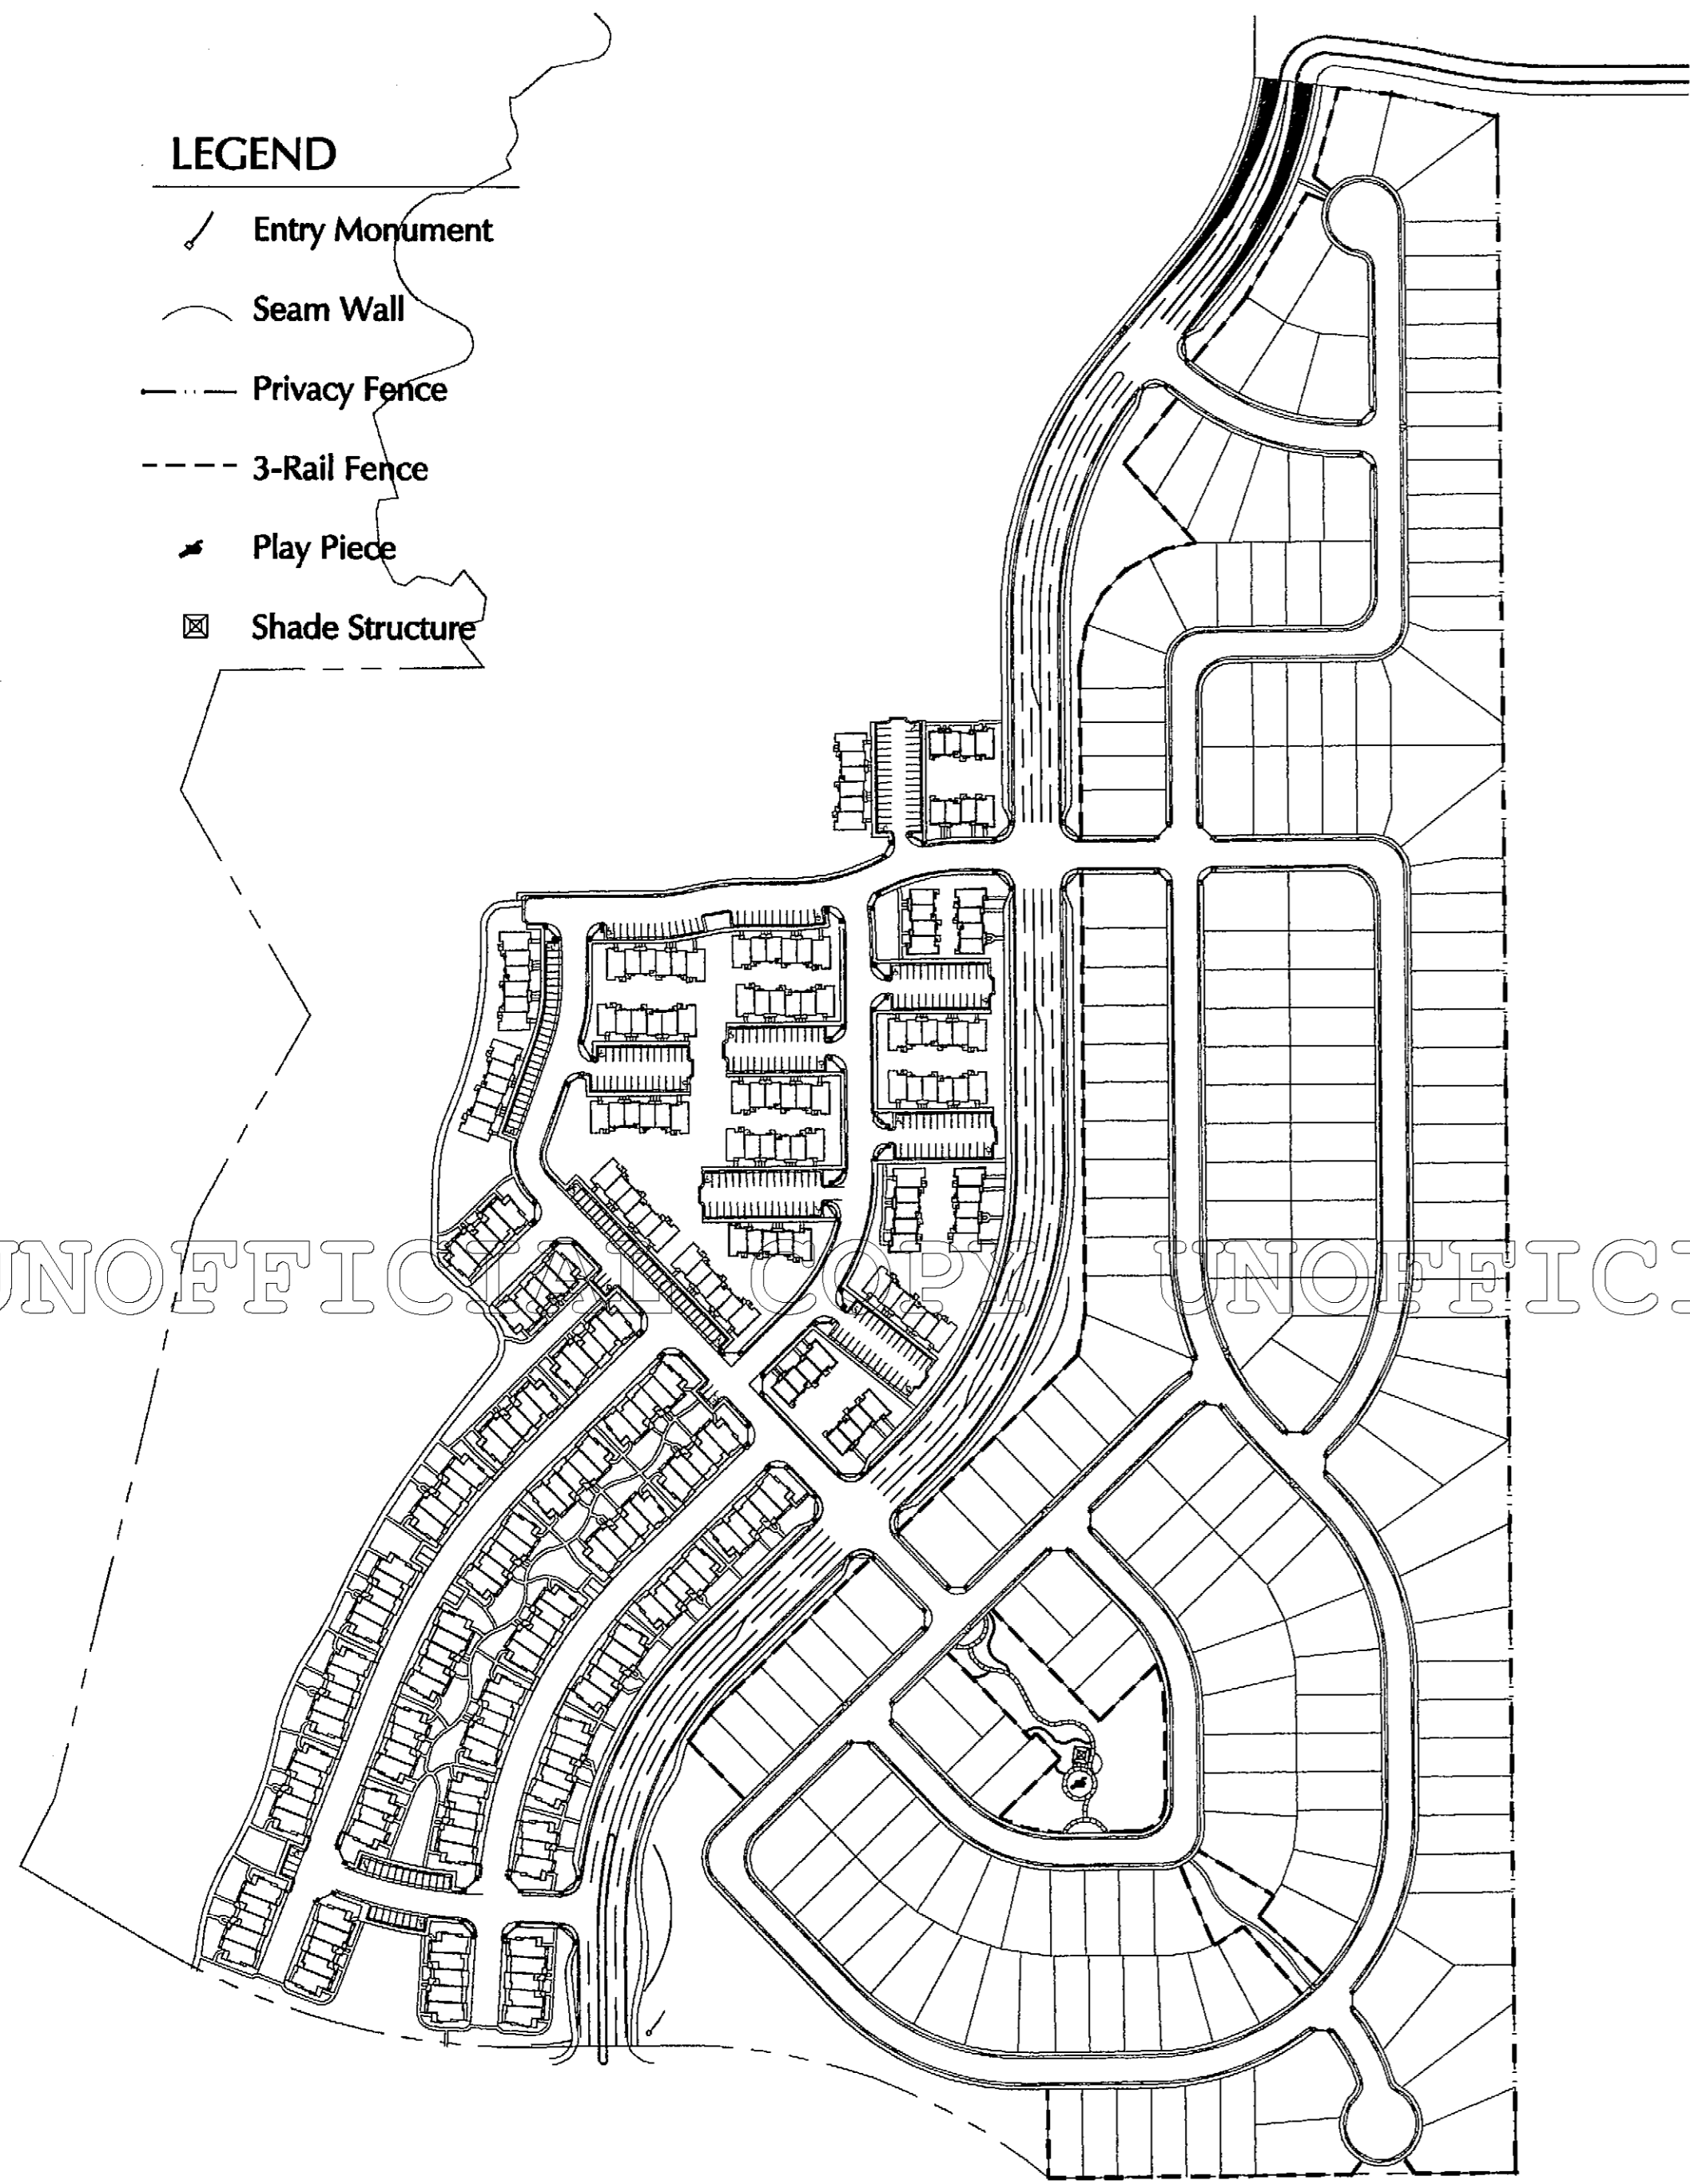 LEGEND
Entry Monument
Seam Wall
Privacy Fence
3-Rail Fence
Play Piece
Shade Structure
UNOFFICIAL COPY UNOFFICI